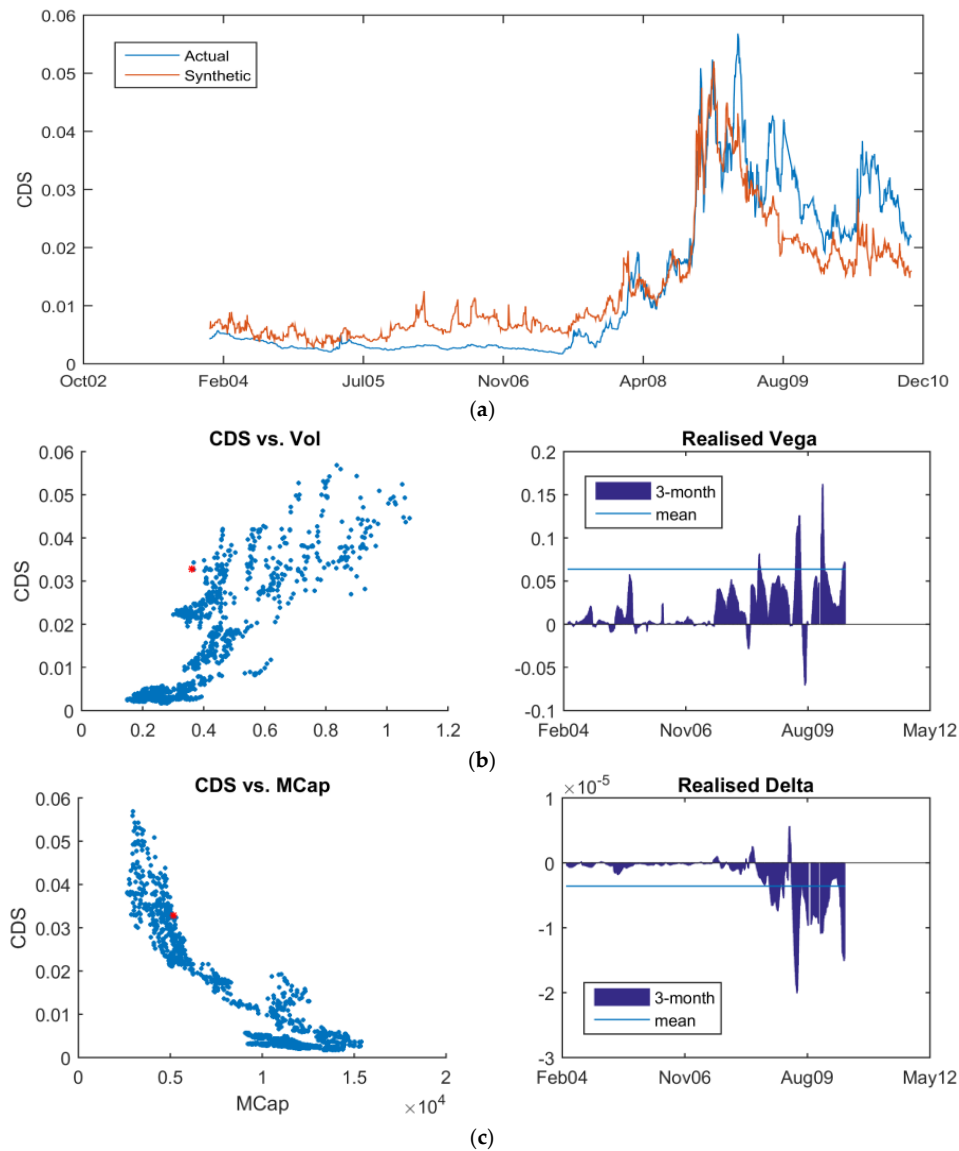 0.06
0.05
0.04
0.03
0.02
0.01
0
CDS
Actual
Synthetic
Oct02 Feb04 Jul05 Nov06 Apr08 Aug09 Dec10
(a)
CDS vs. Vol
0.06
0.05
0.04
0.03
0.02
0.01
0
CDS
0 0.2 0.4 0.6 0.8 1 1.2
Realised Vega
0.2
0.15
0.1
0.05
0
-0.05
-0.1
3-month
mean
Feb04 Nov06 Aug09 May12
(b)
CDS vs. MCap
0.06
0.05
0.04
0.03
0.02
0.01
0
CDS
0 0.5 1 1.5 2
MCap ×10⁴
Realised Delta
×10⁻⁵
1
0
-1
-2
-3
3-month
mean
Feb04 Nov06 Aug09 May12
(c)